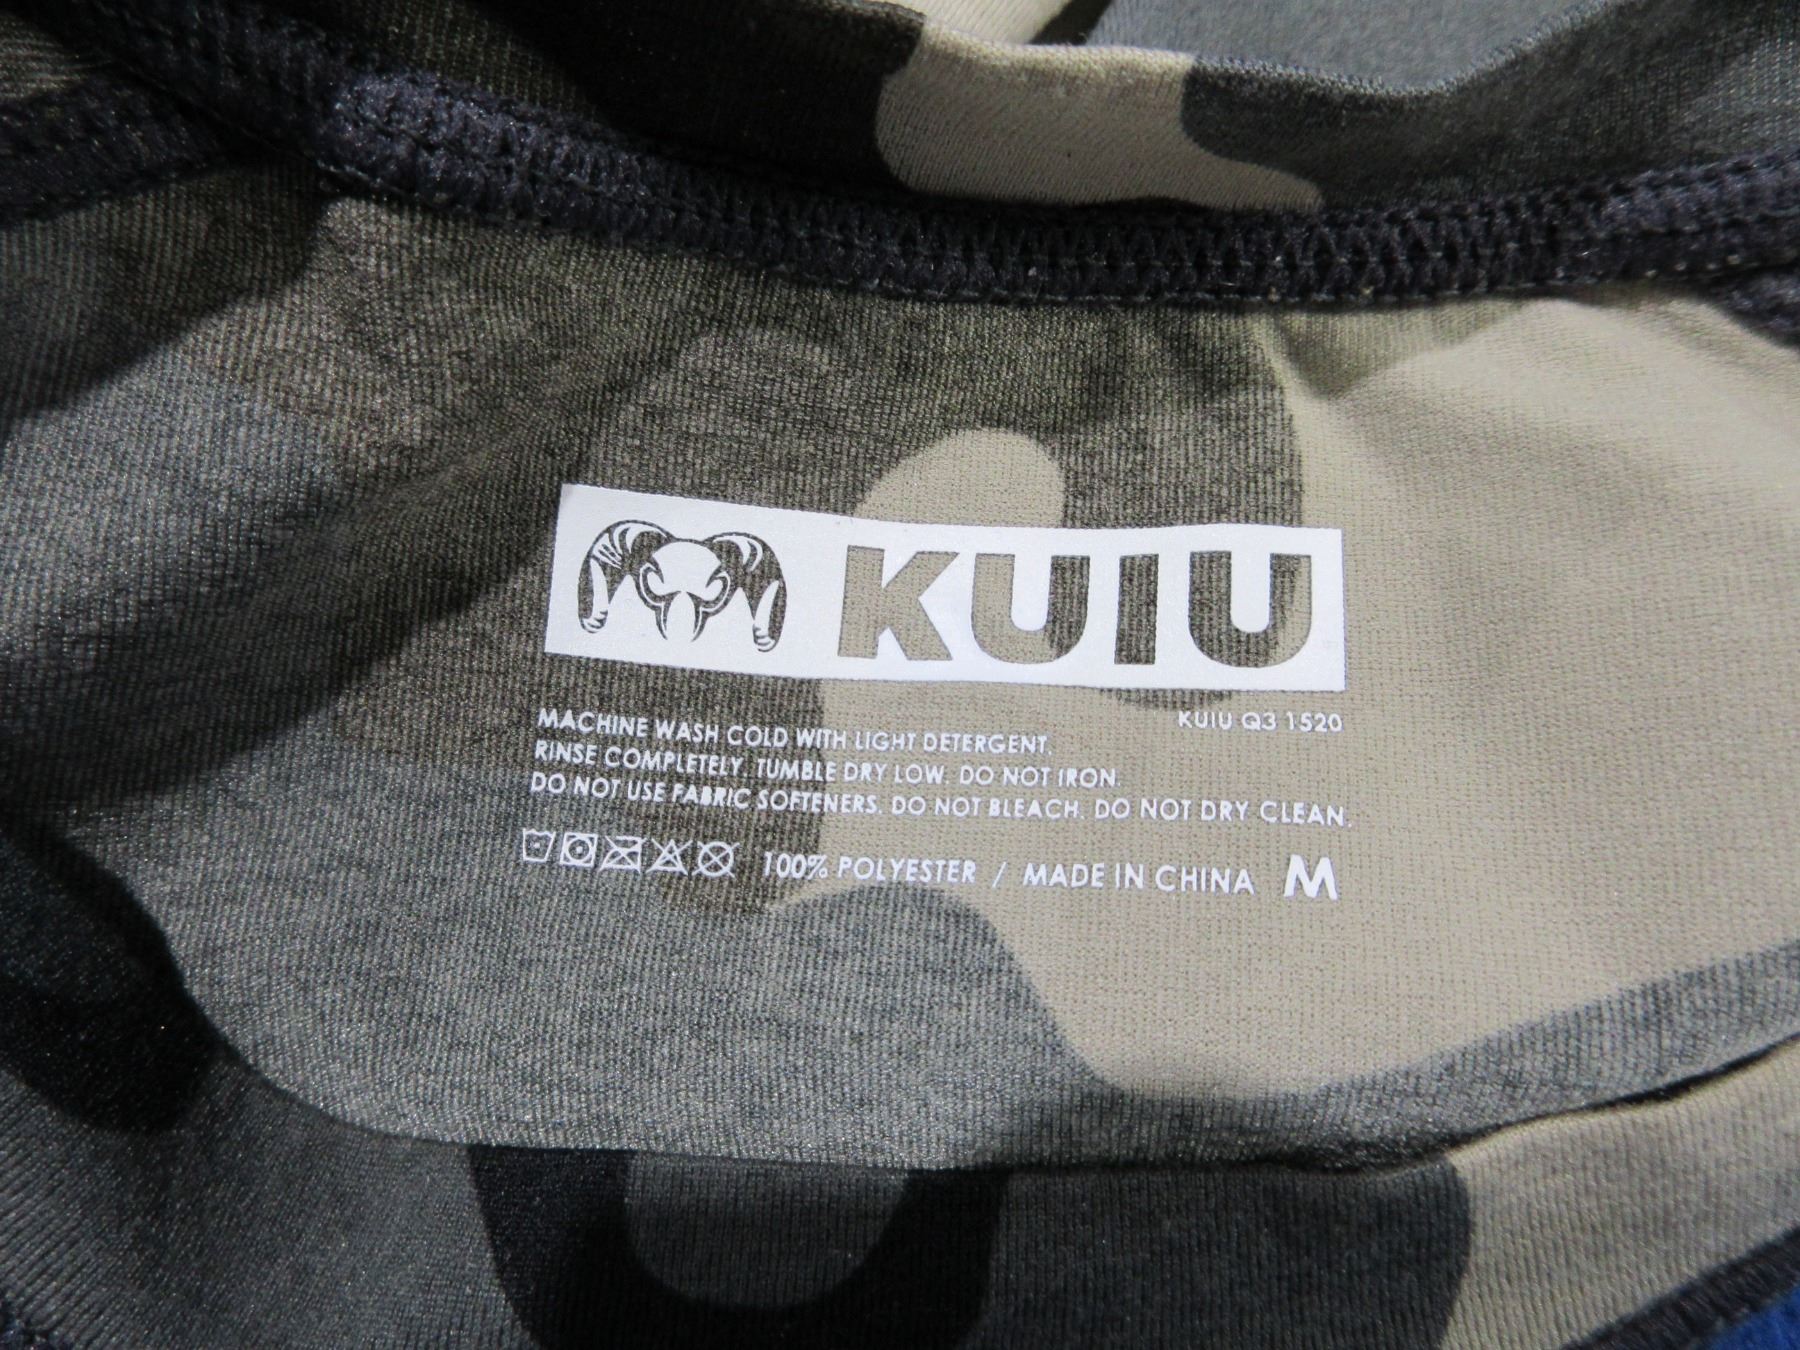 KUIU
KUIU Q3 1520
MACHINE WASH COLD WITH LIGHT DETERGENT.
RINSE COMPLETELY. TUMBLE DRY LOW. DO NOT IRON.
DO NOT USE FABRIC SOFTENERS. DO NOT BLEACH. DO NOT DRY CLEAN.
100% POLYESTER / MADE IN CHINA M